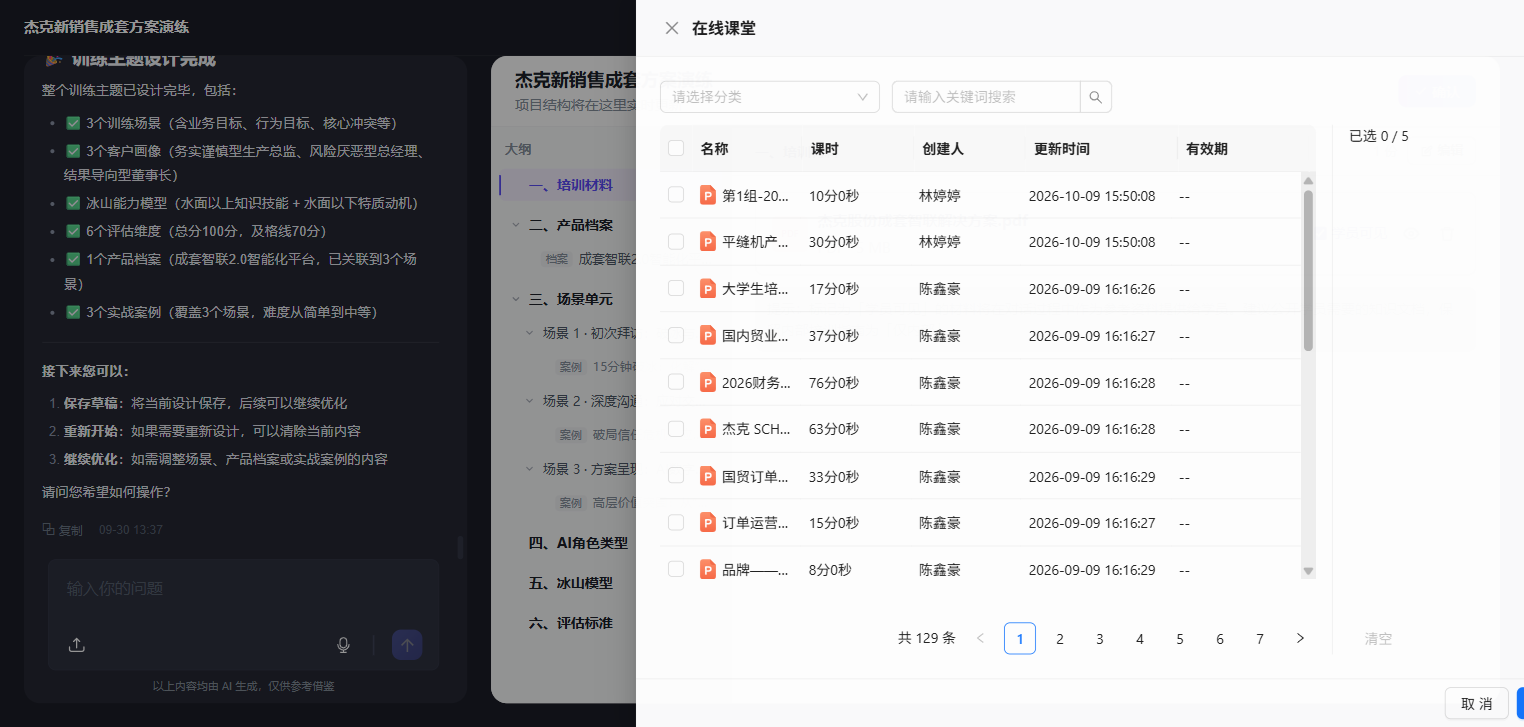 杰克新销售成套方案演练
训练主题设计完成
整个训练主题已设计完毕，包括：
3个训练场景（含业务目标、行为目标、核心冲突等）
3个客户画像（务实谨慎型生产总监、风险厌恶型总经理、
结果导向型董事长）
冰山能力模型（水面以上知识技能 + 水面以下特质动机）
6个评估维度（总分100分，及格线70分）
1个产品档案（成套智联2.0智能化平台，已关联到3个场
景）
3个实战案例（覆盖3个场景，难度从简单到中等）
接下来您可以：
1. 保存草稿：将当前设计保存，后续可以继续优化
2. 重新开始：如果需要重新设计，可以清除当前内容
3. 继续优化：如需调整场景、产品档案或实战案例的内容
请问您希望如何操作？
复制 09-30 13:37
输入你的问题
以上内容均由 AI 生成，仅供参考借鉴
杰克新销售成套
项目结构将在这里实
大纲
一、培训材料
二、产品档案
档案 成套智联2
三、场景单元
场景 1 · 初次拜
案例 15分钟
场景 2 · 深度沟通
案例 破局信任
场景 3 · 方案呈现
案例 高层价值
四、AI角色类型
五、冰山模型
六、评估标准
在线课堂
请选择分类 请输入关键词搜索
已选 0 / 5
名称 课时 创建人 更新时间 有效期
P 第1组-20... 10分0秒 林婷婷 2026-10-09 15:50:08 --
P 平缝机产... 30分0秒 林婷婷 2026-10-09 15:50:08 --
P 大学生培... 17分0秒 陈鑫豪 2026-09-09 16:16:26 --
P 国内贸业... 37分0秒 陈鑫豪 2026-09-09 16:16:27 --
P 2026财务... 76分0秒 陈鑫豪 2026-09-09 16:16:28 --
P 杰克 SCH... 63分0秒 陈鑫豪 2026-09-09 16:16:28 --
P 国贸订单... 33分0秒 陈鑫豪 2026-09-09 16:16:29 --
P 订单运营... 15分0秒 陈鑫豪 2026-09-09 16:16:27 --
P 品牌——... 8分0秒 陈鑫豪 2026-09-09 16:16:29 --
共 129 条 < 1 2 3 4 5 6 7 >
清空
取 消